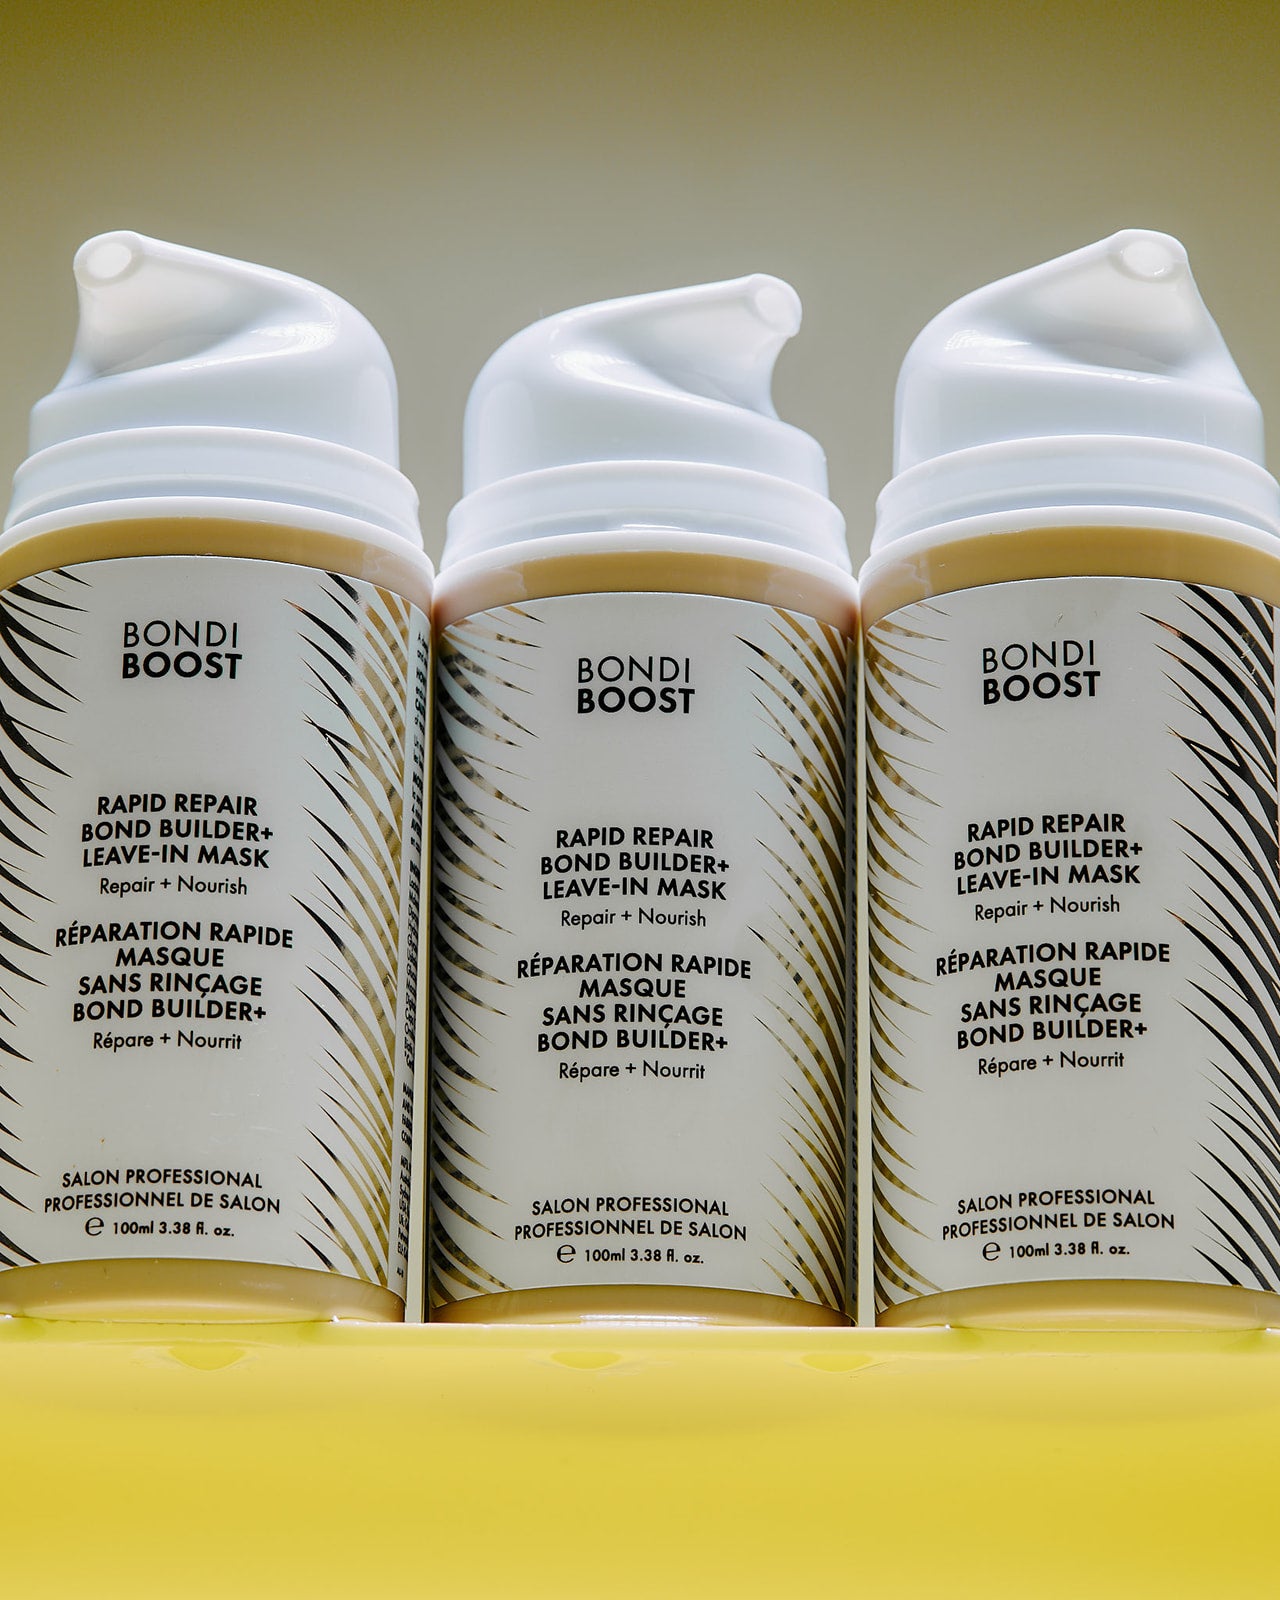 BONDI
BOOST
RAPID REPAIR
BOND BUILDER+
LEAVE-IN MASK
Repair + Nourish
RÉPARATION RAPIDE
MASQUE
SANS RINÇAGE
BOND BUILDER+
Répare + Nourrit
SALON PROFESSIONAL
PROFESSIONNEL DE SALON
℮ 100ml 3.38 fl. oz.
BONDI
BOOST
RAPID REPAIR
BOND BUILDER+
LEAVE-IN MASK
Repair + Nourish
RÉPARATION RAPIDE
MASQUE
SANS RINÇAGE
BOND BUILDER+
Répare + Nourrit
SALON PROFESSIONAL
PROFESSIONNEL DE SALON
℮ 100ml 3.38 fl. oz.
BONDI
BOOST
RAPID REPAIR
BOND BUILDER+
LEAVE-IN MASK
Repair + Nourish
RÉPARATION RAPIDE
MASQUE
SANS RINÇAGE
BOND BUILDER+
Répare + Nourrit
SALON PROFESSIONAL
PROFESSIONNEL DE SALON
℮ 100ml 3.38 fl. oz.